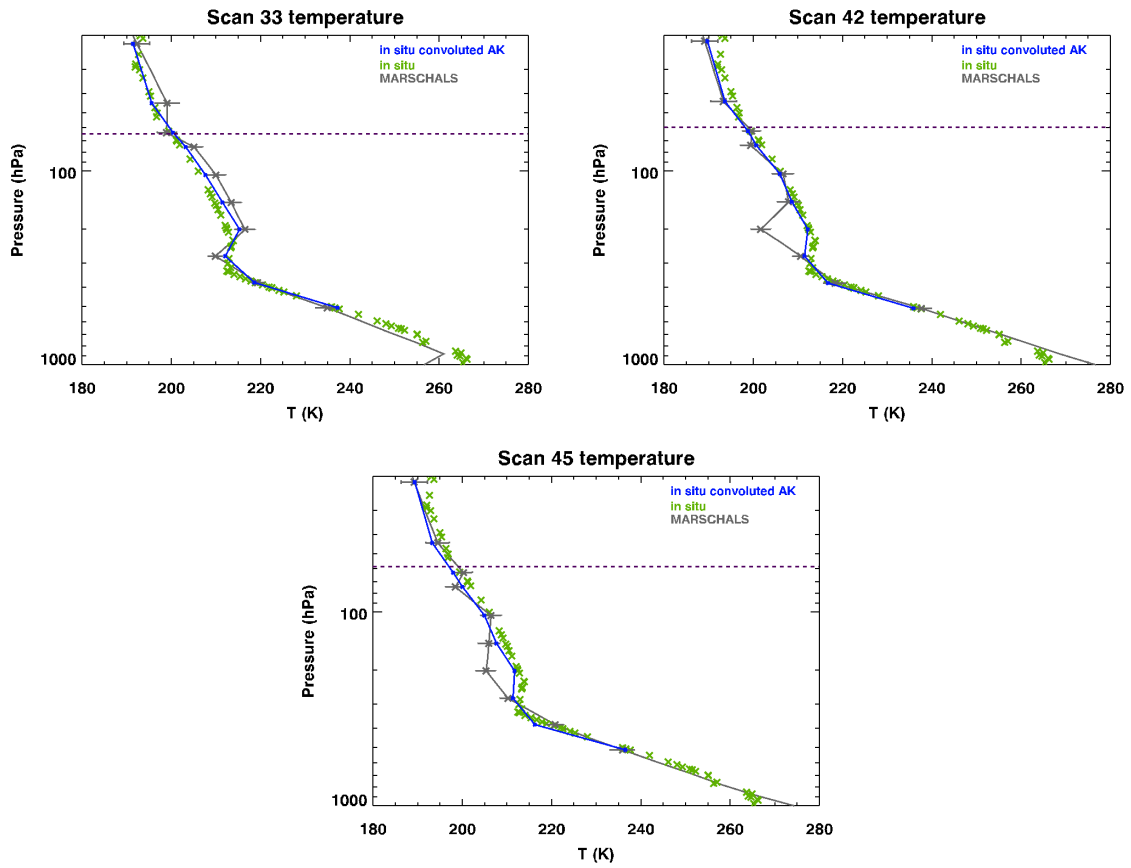 Scan 33 temperature
in situ convoluted AK
in situ
MARSCHALS
Pressure (hPa)
100
1000
180 200 220 240 260 280
T (K)
Scan 42 temperature
in situ convoluted AK
in situ
MARSCHALS
Pressure (hPa)
100
1000
180 200 220 240 260 280
T (K)
Scan 45 temperature
in situ convoluted AK
in situ
MARSCHALS
Pressure (hPa)
100
1000
180 200 220 240 260 280
T (K)